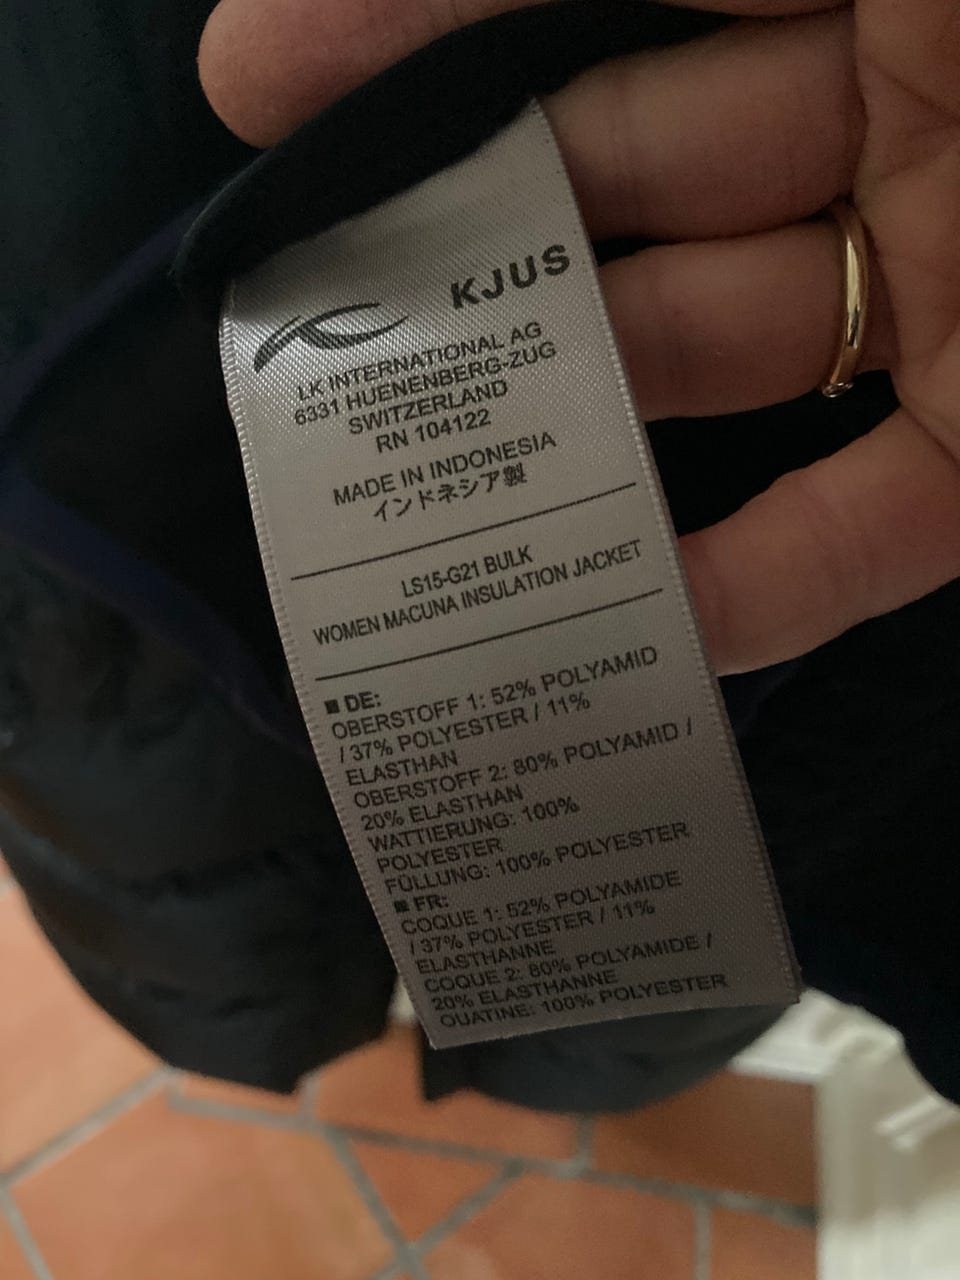 KJUS
LK INTERNATIONAL AG
6331 HUENENBERG-ZUG
SWITZERLAND
RN 104122
MADE IN INDONESIA
インドネシア製
LS15-G21 BULK
WOMEN MACUNA INSULATION JACKET
■ DE:
OBERSTOFF 1: 52% POLYAMID
/ 37% POLYESTER / 11%
ELASTHAN
OBERSTOFF 2: 80% POLYAMID /
20% ELASTHAN
WATTIERUNG: 100%
POLYESTER
FÜLLUNG: 100% POLYESTER
■ FR:
COQUE 1: 52% POLYAMIDE
/ 37% POLYESTER / 11%
ELASTHANNE
COQUE 2: 80% POLYAMIDE /
20% ELASTHANNE
OUATINE: 100% POLYESTER